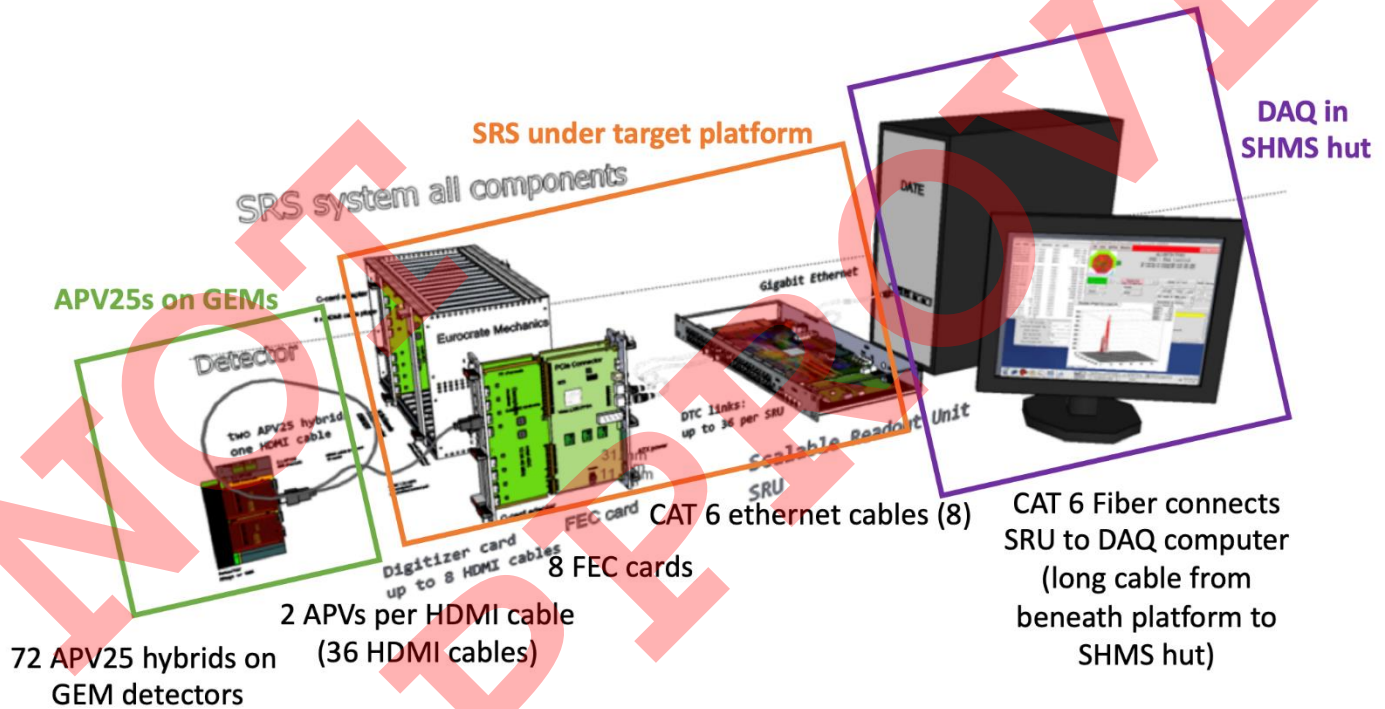 SRS under target platform
DAQ in
SHMS hut
SRS system all components
DATE
Gigabit Ethernet
APV25s on GEMs
Eurocrate Mechanics
Detector
PCIe Connector
two APV25 hybrid
one HDMI cable
DTC links:
up to 36 per SRU
Scalable Readout Unit
SRU
FEC card
CAT 6 ethernet cables (8)
Digitizer card
up to 8 HDMI cables
8 FEC cards
2 APVs per HDMI cable
(36 HDMI cables)
72 APV25 hybrids on
GEM detectors
CAT 6 Fiber connects
SRU to DAQ computer
(long cable from
beneath platform to
SHMS hut)
NOT